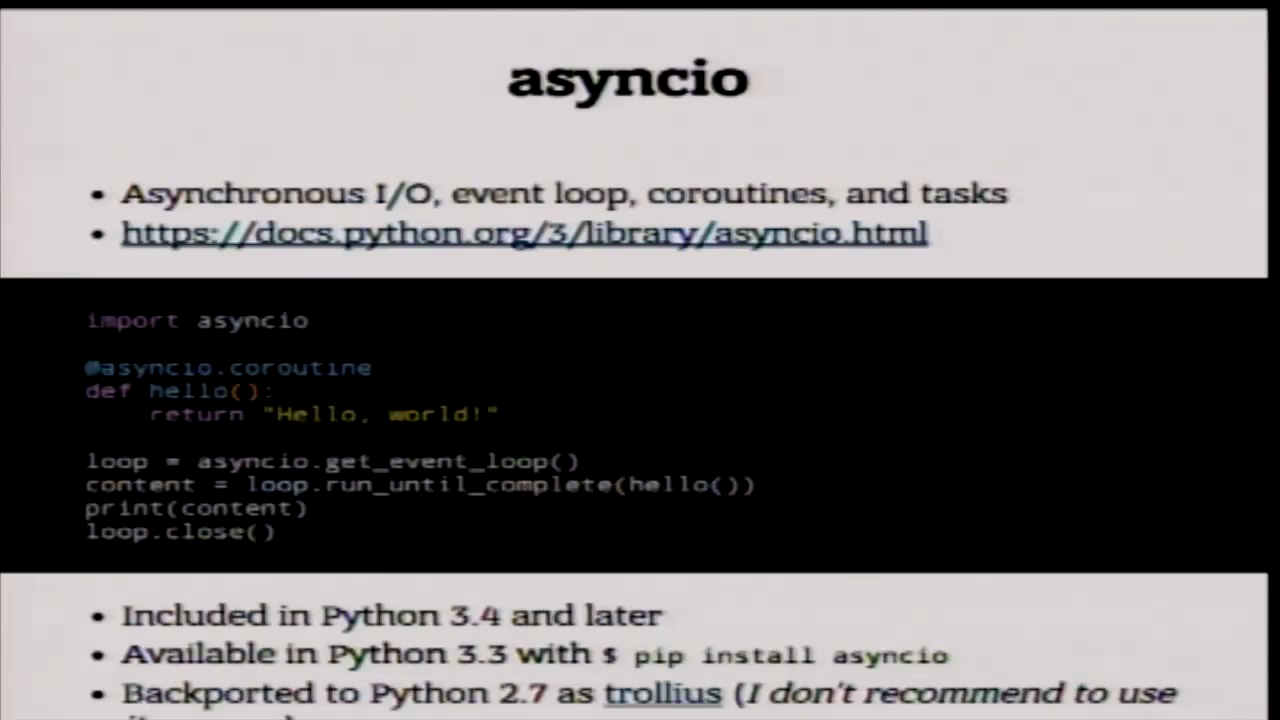 asyncio
• Asynchronous I/O, event loop, coroutines, and tasks
• https://docs.python.org/3/library/asyncio.html
import asyncio
@asyncio.coroutine
def hello():
    return "Hello, world!"
loop = asyncio.get_event_loop()
content = loop.run_until_complete(hello())
print(content)
loop.close()
• Included in Python 3.4 and later
• Available in Python 3.3 with $ pip install asyncio
• Backported to Python 2.7 as trollius (I don't recommend to use